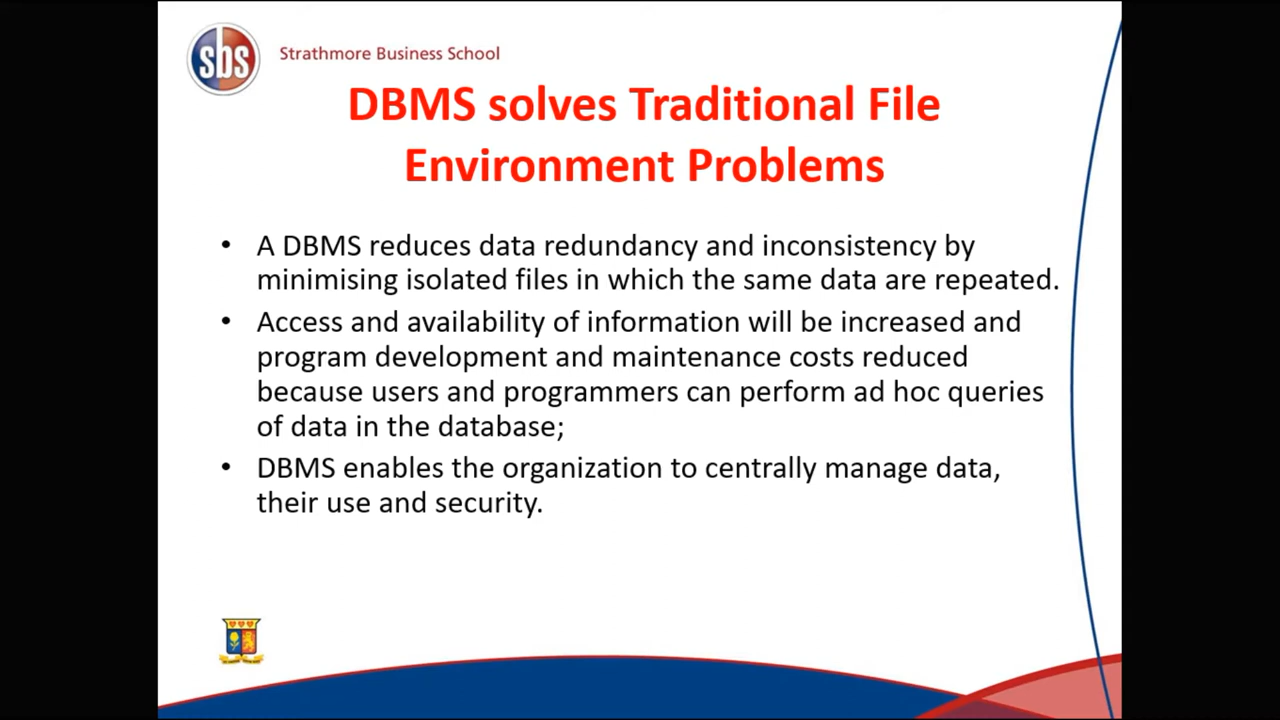 sbs
Strathmore Business School
DBMS solves Traditional File
Environment Problems
• A DBMS reduces data redundancy and inconsistency by
minimising isolated files in which the same data are repeated.
• Access and availability of information will be increased and
program development and maintenance costs reduced
because users and programmers can perform ad hoc queries
of data in the database;
• DBMS enables the organization to centrally manage data,
their use and security.